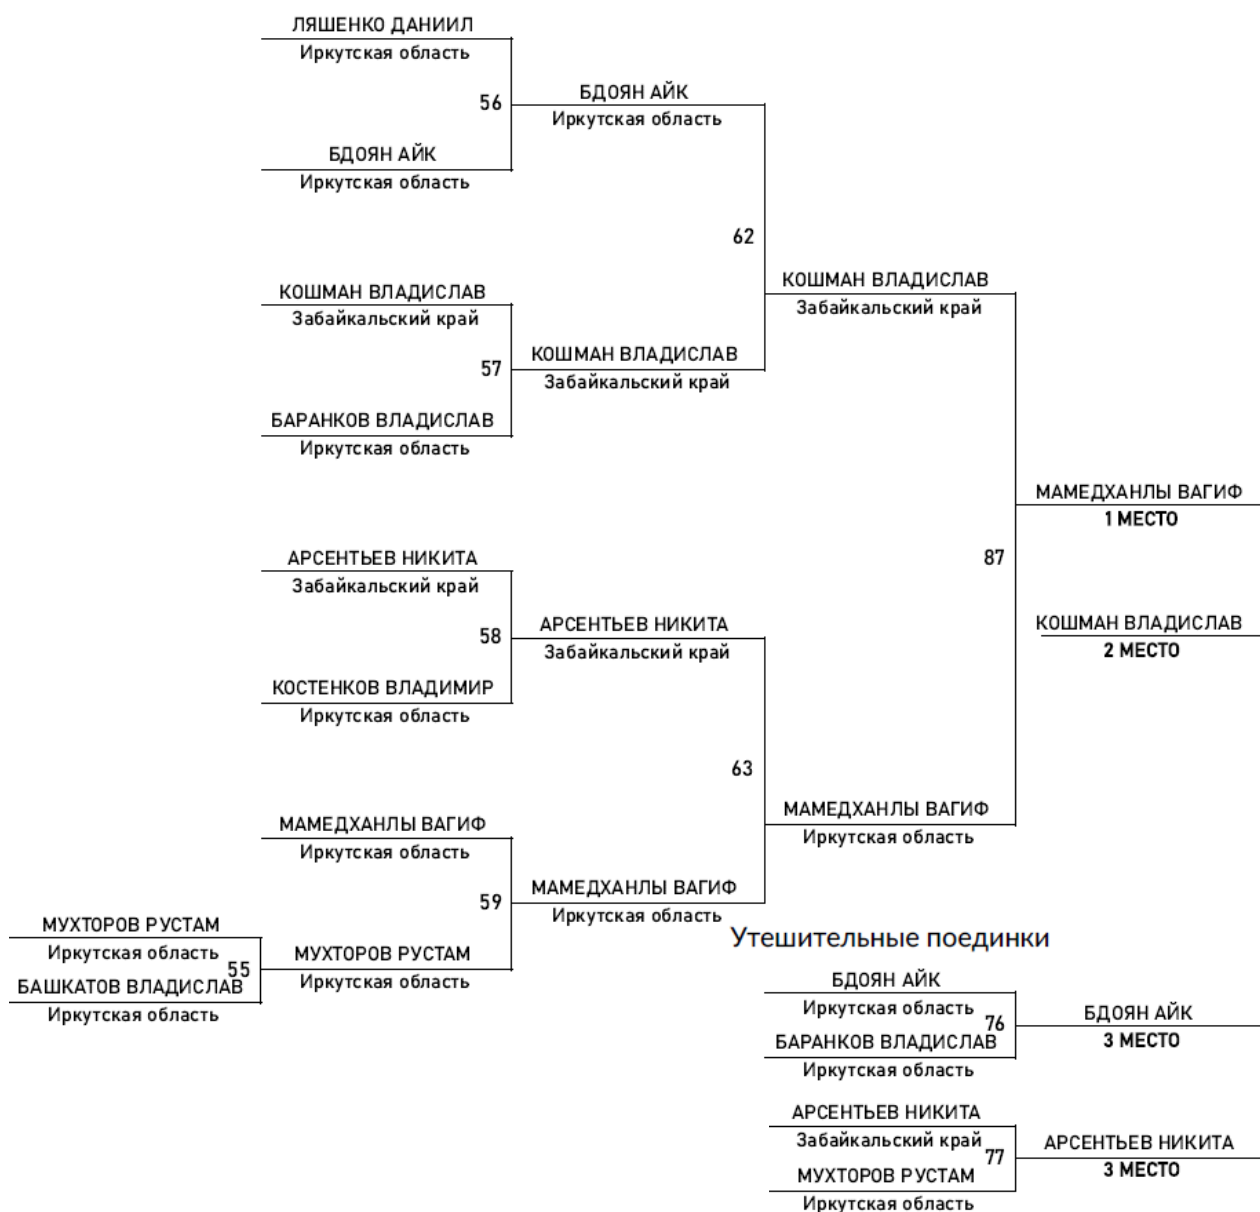 ЛЯШЕНКО ДАНИИЛ
Иркутская область
56
БДОЯН АЙК
Иркутская область
БДОЯН АЙК
Иркутская область
62
КОШМАН ВЛАДИСЛАВ
Забайкальский край
КОШМАН ВЛАДИСЛАВ
Забайкальский край
57
КОШМАН ВЛАДИСЛАВ
Забайкальский край
БАРАНКОВ ВЛАДИСЛАВ
Иркутская область
МАМЕДХАНЛЫ ВАГИФ
1 МЕСТО
87
АРСЕНТЬЕВ НИКИТА
Забайкальский край
58
АРСЕНТЬЕВ НИКИТА
Забайкальский край
КОШМАН ВЛАДИСЛАВ
2 МЕСТО
КОСТЕНКОВ ВЛАДИМИР
Иркутская область
63
МАМЕДХАНЛЫ ВАГИФ
Иркутская область
МАМЕДХАНЛЫ ВАГИФ
Иркутская область
59
МАМЕДХАНЛЫ ВАГИФ
Иркутская область
МУХТОРОВ РУСТАМ
Иркутская область
55
МУХТОРОВ РУСТАМ
Иркутская область
БАШКАТОВ ВЛАДИСЛАВ
Иркутская область
Утешительные поединки
БДОЯН АЙК
Иркутская область
76
БДОЯН АЙК
3 МЕСТО
БАРАНКОВ ВЛАДИСЛАВ
Иркутская область
АРСЕНТЬЕВ НИКИТА
Забайкальский край
77
АРСЕНТЬЕВ НИКИТА
3 МЕСТО
МУХТОРОВ РУСТАМ
Иркутская область